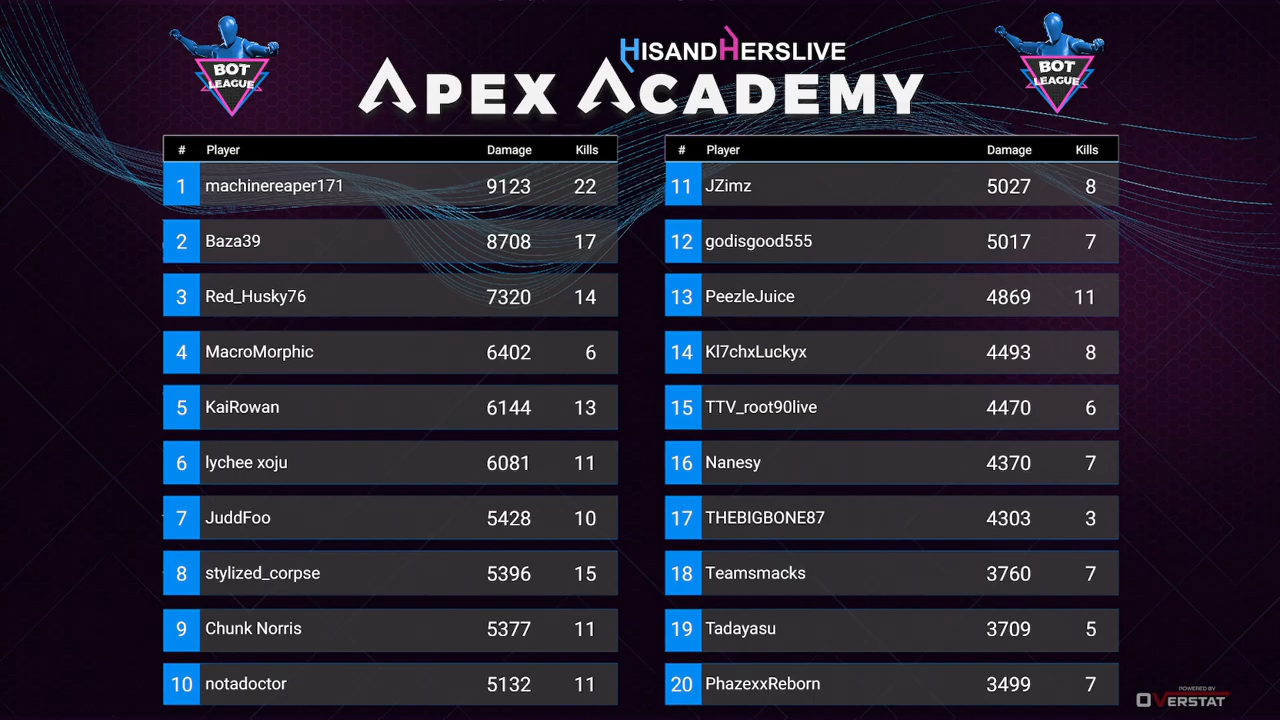 BOT LEAGUE
HISANDHERSLIVE
APEX ACADEMY
BOT LEAGUE
# Player Damage Kills
1 machinereaper171 9123 22
2 Baza39 8708 17
3 Red_Husky76 7320 14
4 MacroMorphic 6402 6
5 KaiRowan 6144 13
6 lychee xoju 6081 11
7 JuddFoo 5428 10
8 stylized_corpse 5396 15
9 Chunk Norris 5377 11
10 notadoctor 5132 11
# Player Damage Kills
11 JZimz 5027 8
12 godisgood555 5017 7
13 PeezleJuice 4869 11
14 Kl7chxLuckyx 4493 8
15 TTV_root90live 4470 6
16 Nanesy 4370 7
17 THEBIGBONE87 4303 3
18 Teamsmacks 3760 7
19 Tadayasu 3709 5
20 PhazexxReborn 3499 7
POWERED BY
OVERSTAT